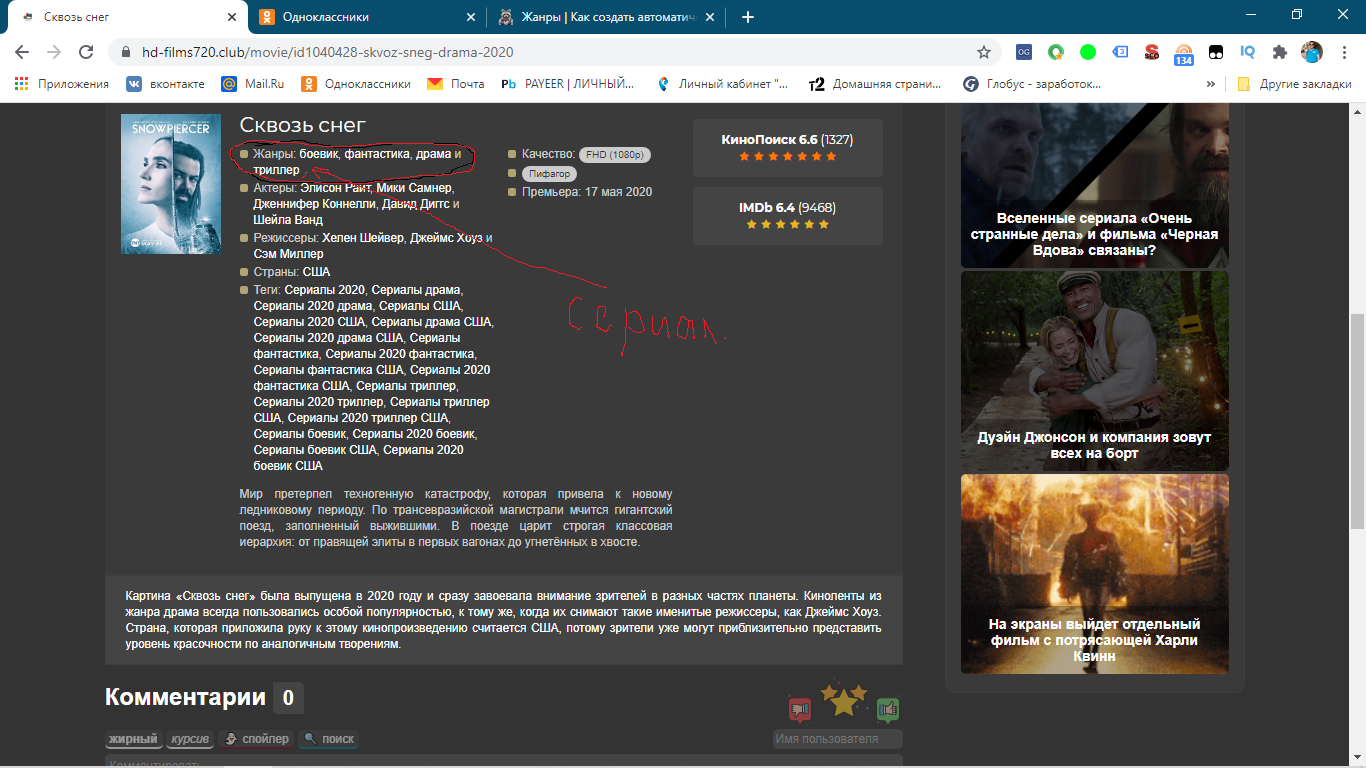 Сквозь снег
Одноклассники
Жанры | Как создать автоматич
hd-films720.club/movie/id1040428-skvoz-sneg-drama-2020
OG
3
134
IQ
Приложения
вконтакте
Mail.Ru
Одноклассники
Почта
Pb PAYEER | ЛИЧНЫЙ...
Личный кабинет "...
т2 Домашняя страни...
Глобус - заработок...
»
Другие закладки
SNOWPIERCER
Сквозь снег
Жанры: боевик, фантастика, драма и
триллер
Актеры: Элисон Райт, Мики Самнер,
Дженнифер Коннелли, Давид Диггс и
Шейла Ванд
Режиссеры: Хелен Шейвер, Джеймс Хоуз и
Сэм Миллер
Страны: США
Теги: Сериалы 2020, Сериалы драма,
Сериалы 2020 драма, Сериалы США,
Сериалы 2020 США, Сериалы драма США,
Сериалы 2020 драма США, Сериалы
фантастика, Сериалы 2020 фантастика,
Сериалы фантастика США, Сериалы 2020
фантастика США, Сериалы триллер,
Сериалы 2020 триллер, Сериалы триллер
США, Сериалы 2020 триллер США,
Сериалы боевик, Сериалы 2020 боевик,
Сериалы боевик США, Сериалы 2020
боевик США
Качество: FHD (1080p)
Пифагор
Премьера: 17 мая 2020
КиноПоиск 6.6 (1327)
IMDb 6.4 (9468)
сериал.
Мир претерпел техногенную катастрофу, которая привела к новому
ледниковому периоду. По трансевразийской магистрали мчится гигантский
поезд, заполненный выжившими. В поезде царит строгая классовая
иерархия: от правящей элиты в первых вагонах до угнетённых в хвосте.
Картина «Сквозь снег» была выпущена в 2020 году и сразу завоевала внимание зрителей в разных частях планеты. Киноленты из
жанра драма всегда пользовались особой популярностью, к тому же, когда их снимают такие именитые режиссеры, как Джеймс Хоуз.
Страна, которая приложила руку к этому кинопроизведению считается США, потому зрители уже могут приблизительно представить
уровень красочности по аналогичным творениям.
Комментарии 0
жирный курсив спойлер поиск
Имя пользователя
Комментировать
Вселенные сериала «Очень
странные дела» и фильма «Черная
Вдова» связаны?
Дуэйн Джонсон и компания зовут
всех на борт
На экраны выйдет отдельный
фильм с потрясающей Харли
Квинн